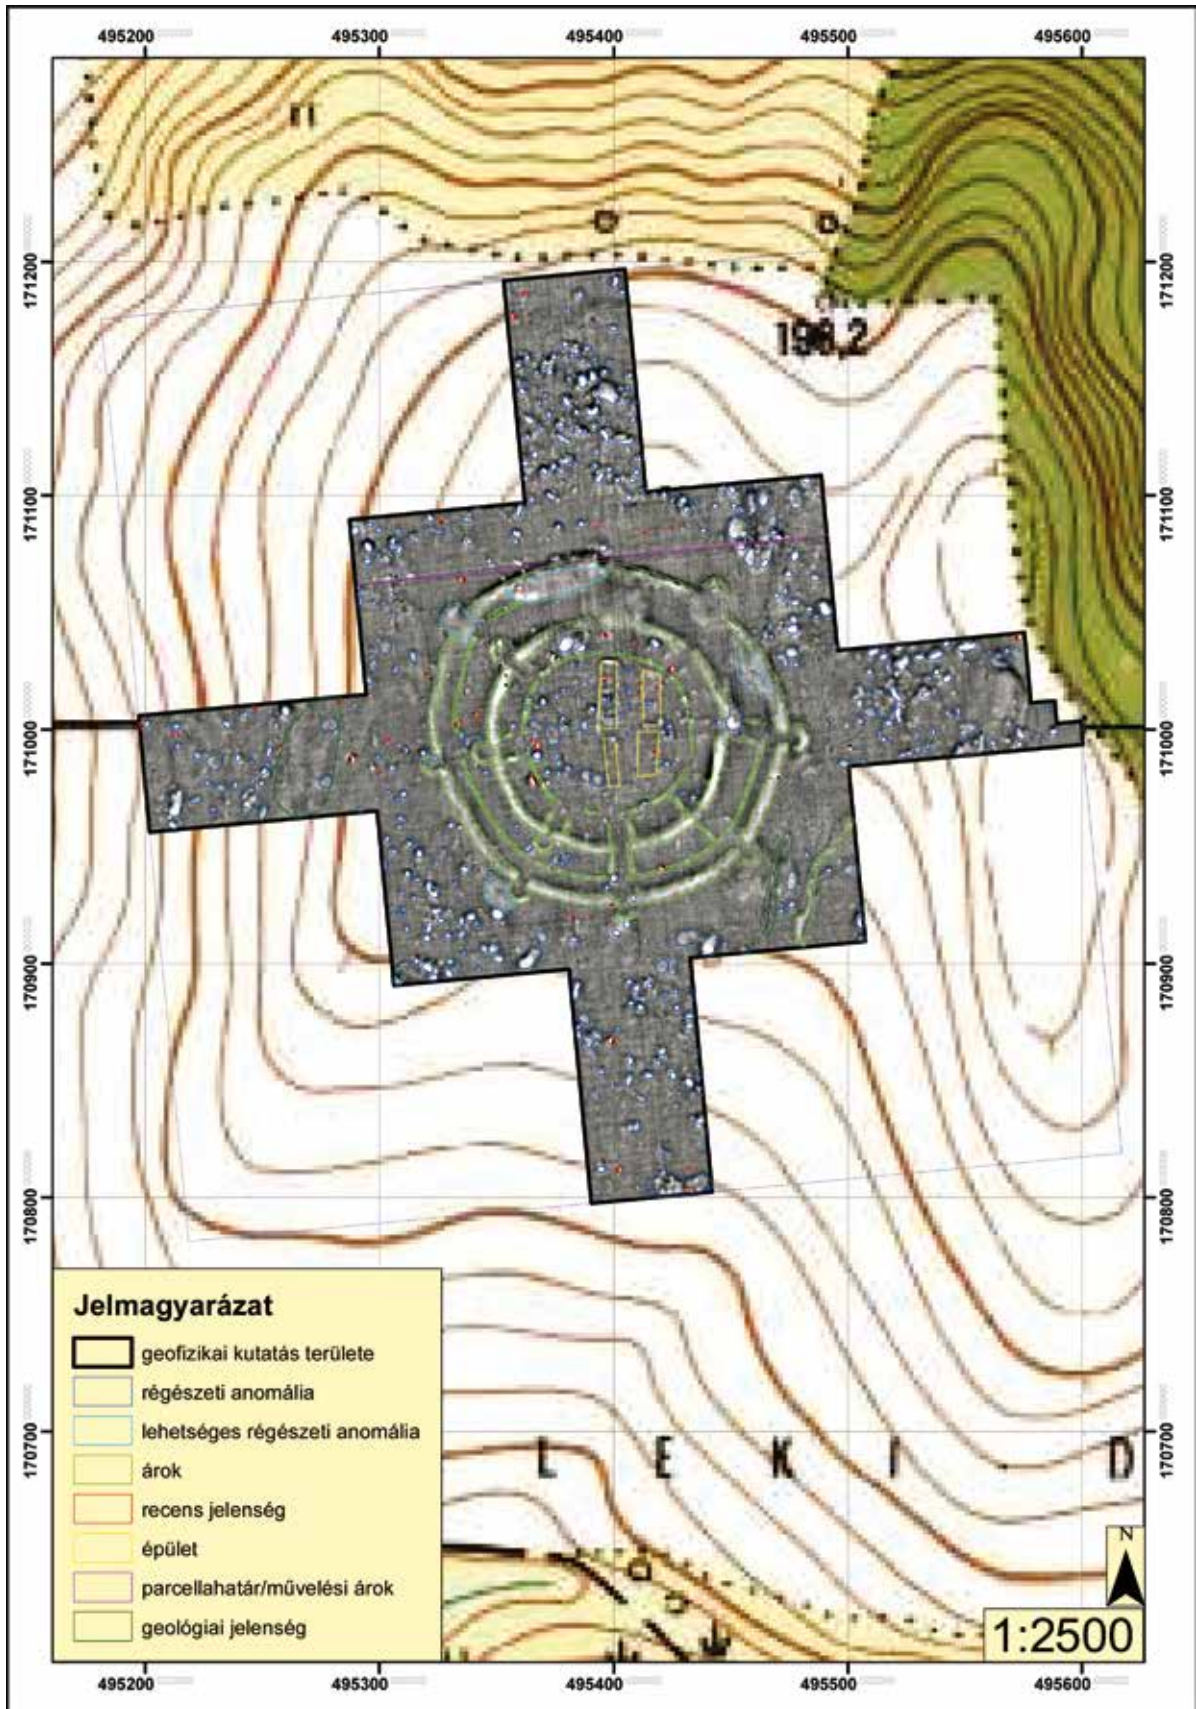 495200 495300 495400 495500 495600
171200 171200
196,2
171100 171100
171000 171000
170900 170900
170800 170800
170700 170700
L E K I D
Jelmagyarázat
geofizikai kutatás területe
régészeti anomália
lehetséges régészeti anomália
árok
recens jelenség
épület
parcellahatár/művelési árok
geológiai jelenség
N
1:2500
495200 495300 495400 495500 495600